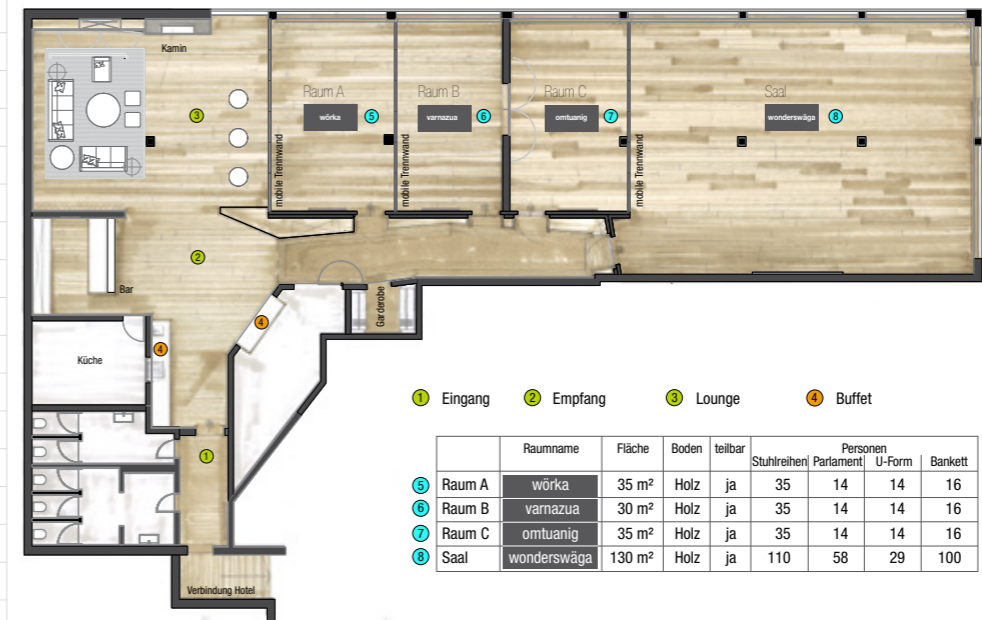 Kamin
3
Raum A
wörka
5
Raum B
varnazua
6
Raum C
omtuanig
7
Saal
wonderswäga
8
mobile Trennwand
mobile Trennwand
mobile Trennwand
2
Bar
Garderobe
4
4
Küche
1
Verbindung Hotel
1 Eingang 2 Empfang 3 Lounge 4 Buffet
Raumname Fläche Boden teilbar Personen
Stuhlreihen Parlament U-Form Bankett
5 Raum A wörka 35 m² Holz ja 35 14 14 16
6 Raum B varnazua 30 m² Holz ja 35 14 14 16
7 Raum C omtuanig 35 m² Holz ja 35 14 14 16
8 Saal wonderswäga 130 m² Holz ja 110 58 29 100